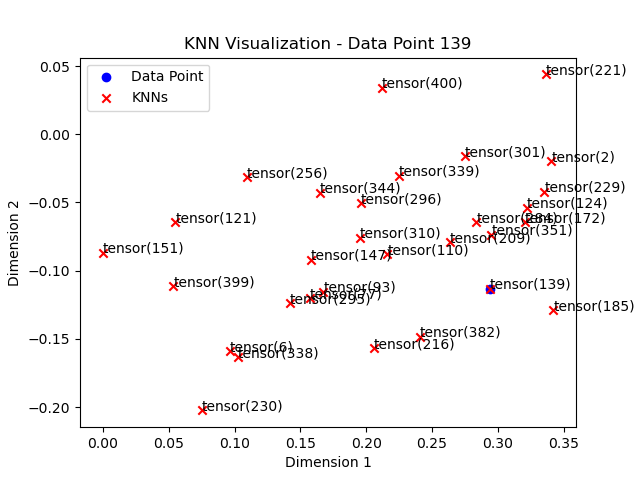 KNN Visualization - Data Point 139
Data Point
KNNs
tensor(221)
tensor(400)
tensor(301)
tensor(2)
tensor(339)
tensor(256)
tensor(344)
tensor(229)
tensor(296)
tensor(124)
tensor(121)
tensor(284)
tensor(172)
tensor(351)
tensor(310)
tensor(209)
tensor(151)
tensor(110)
tensor(147)
tensor(399)
tensor(139)
tensor(93)
tensor(77)
tensor(295)
tensor(185)
tensor(382)
tensor(216)
tensor(6)
tensor(338)
tensor(230)
0.05
0.00
−0.05
−0.10
−0.15
−0.20
Dimension 2
0.00 0.05 0.10 0.15 0.20 0.25 0.30 0.35
Dimension 1